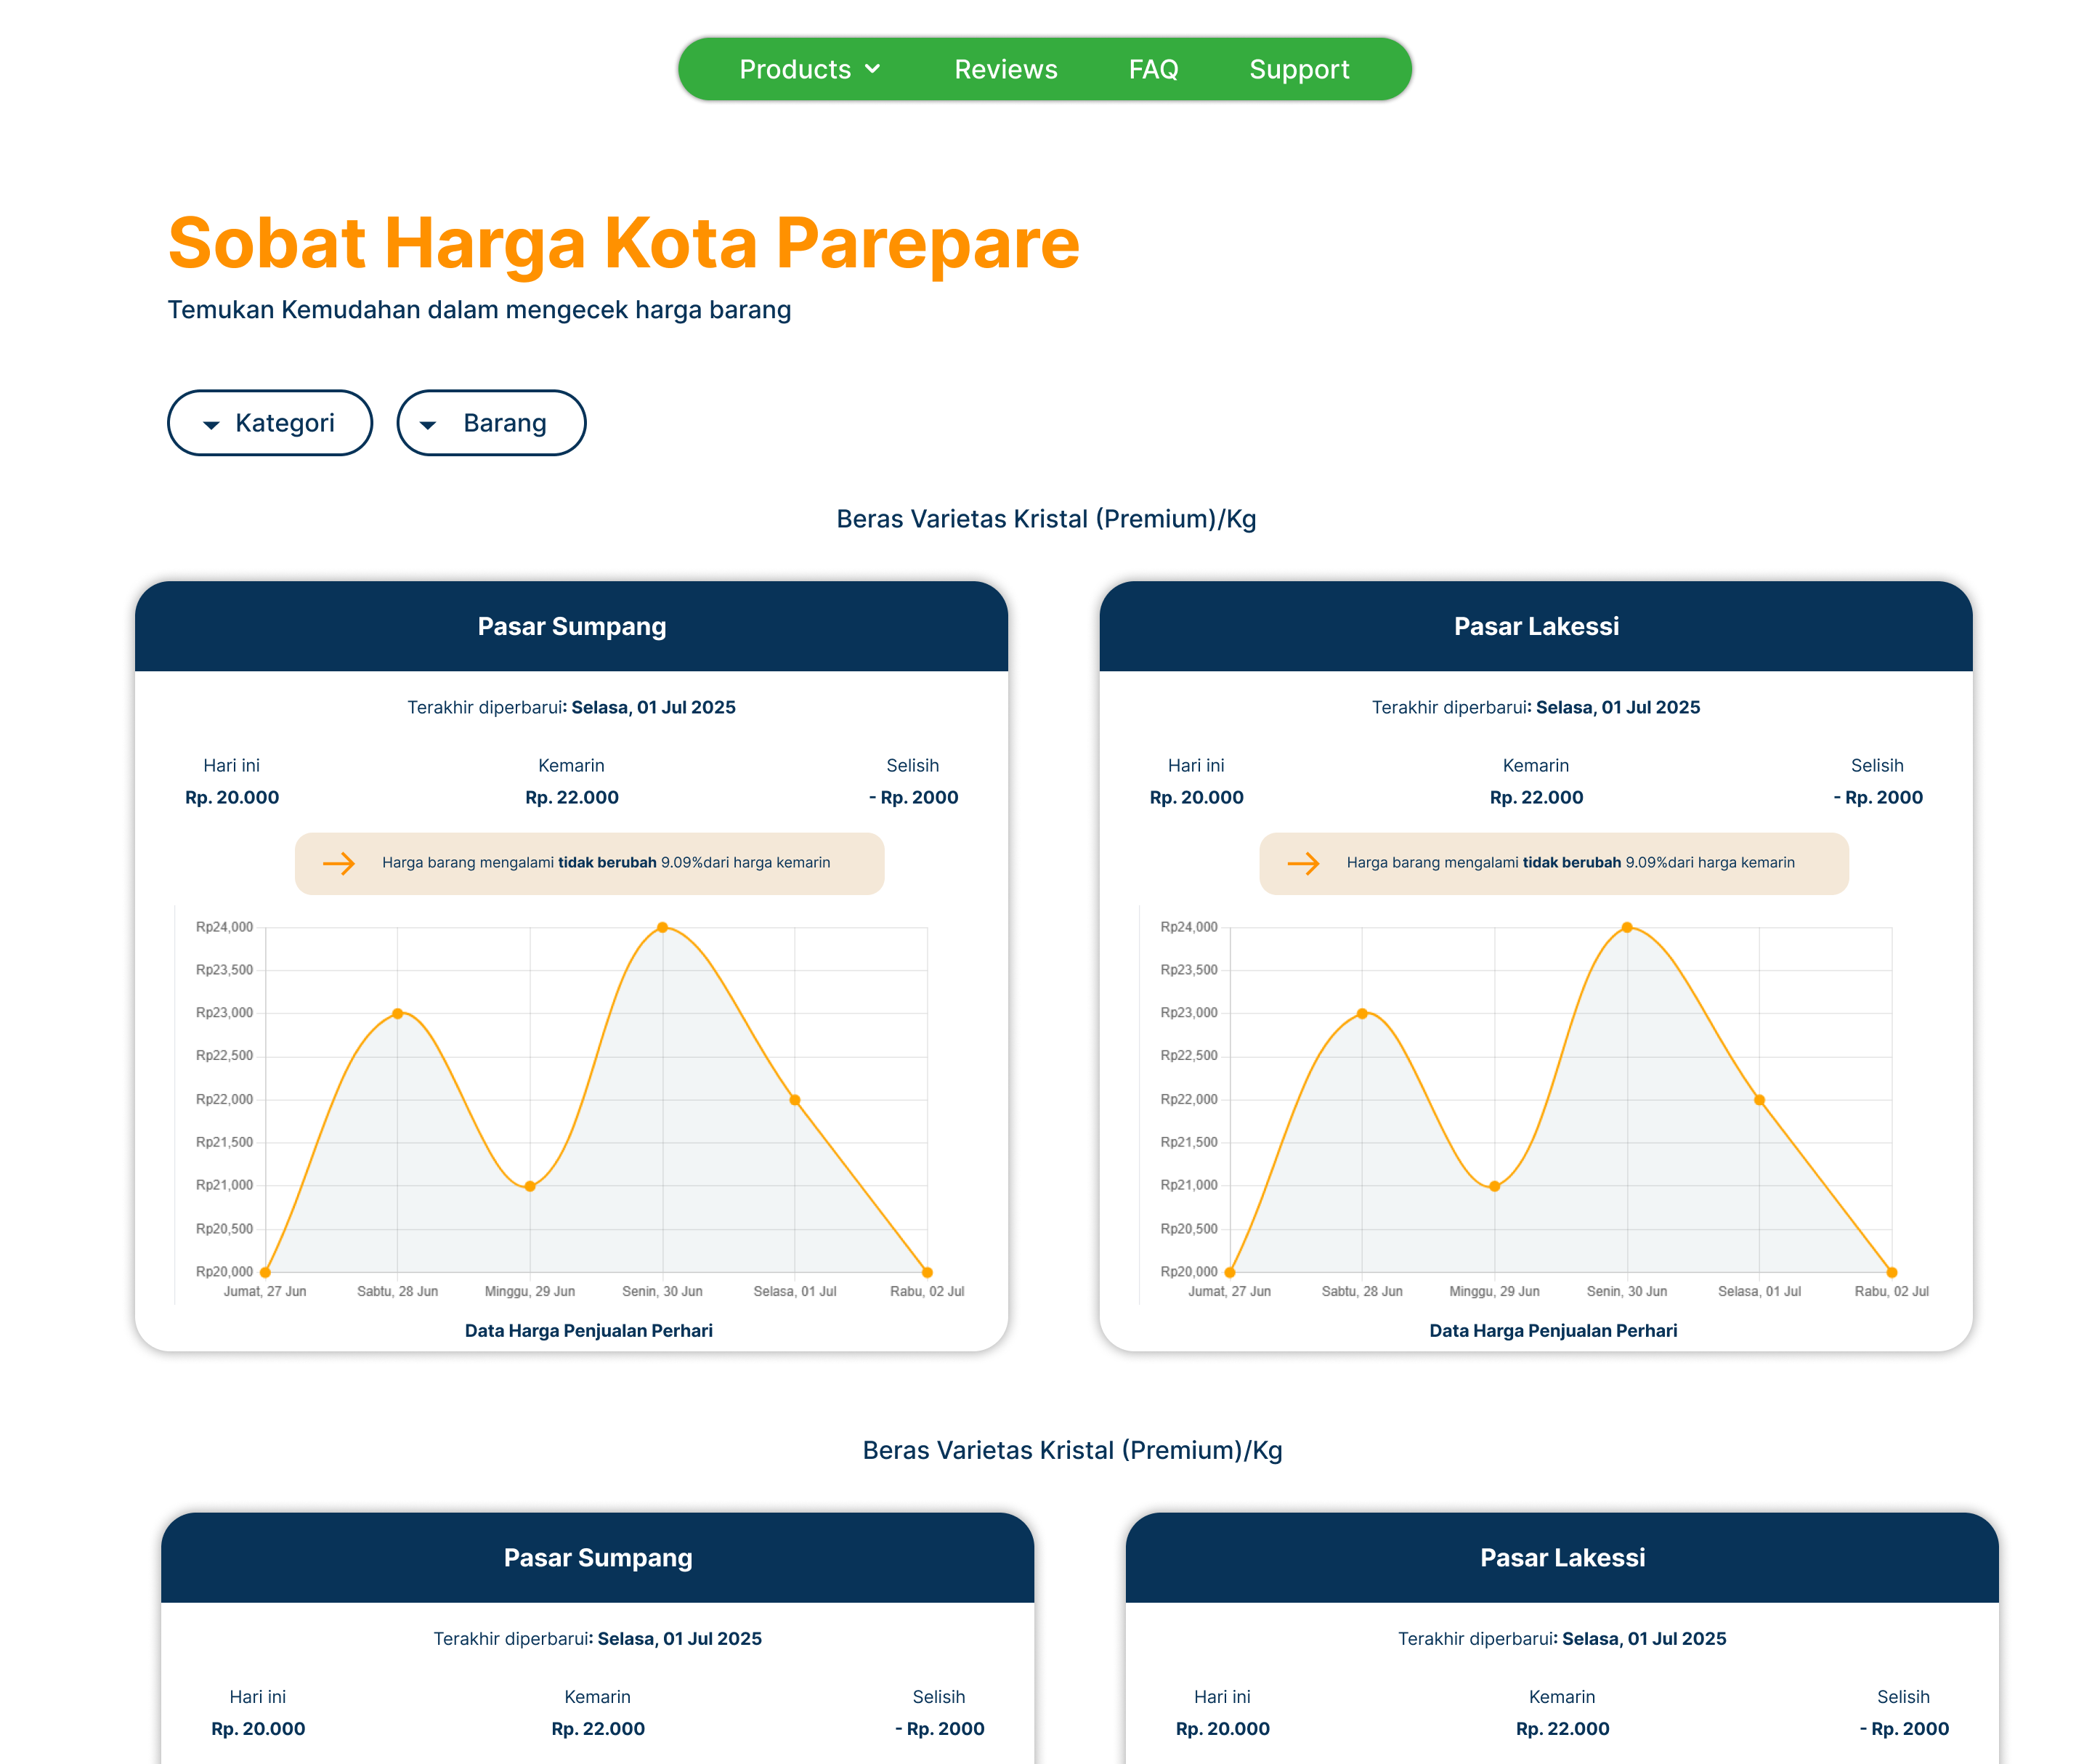 Products Reviews FAQ Support
Sobat Harga Kota Parepare
Temukan Kemudahan dalam mengecek harga barang
Kategori Barang
Beras Varietas Kristal (Premium)/Kg
Pasar Sumpang
Terakhir diperbarui: Selasa, 01 Jul 2025
Hari ini Kemarin Selisih
Rp. 20.000 Rp. 22.000 - Rp. 2000
Harga barang mengalami tidak berubah 9.09%dari harga kemarin
Rp24,000
Rp23,500
Rp23,000
Rp22,500
Rp22,000
Rp21,500
Rp21,000
Rp20,500
Rp20,000
Jumat, 27 Jun Sabtu, 28 Jun Minggu, 29 Jun Senin, 30 Jun Selasa, 01 Jul Rabu, 02 Jul
Data Harga Penjualan Perhari
Pasar Lakessi
Terakhir diperbarui: Selasa, 01 Jul 2025
Hari ini Kemarin Selisih
Rp. 20.000 Rp. 22.000 - Rp. 2000
Harga barang mengalami tidak berubah 9.09%dari harga kemarin
Rp24,000
Rp23,500
Rp23,000
Rp22,500
Rp22,000
Rp21,500
Rp21,000
Rp20,500
Rp20,000
Jumat, 27 Jun Sabtu, 28 Jun Minggu, 29 Jun Senin, 30 Jun Selasa, 01 Jul Rabu, 02 Jul
Data Harga Penjualan Perhari
Beras Varietas Kristal (Premium)/Kg
Pasar Sumpang
Terakhir diperbarui: Selasa, 01 Jul 2025
Hari ini Kemarin Selisih
Rp. 20.000 Rp. 22.000 - Rp. 2000
Pasar Lakessi
Terakhir diperbarui: Selasa, 01 Jul 2025
Hari ini Kemarin Selisih
Rp. 20.000 Rp. 22.000 - Rp. 2000